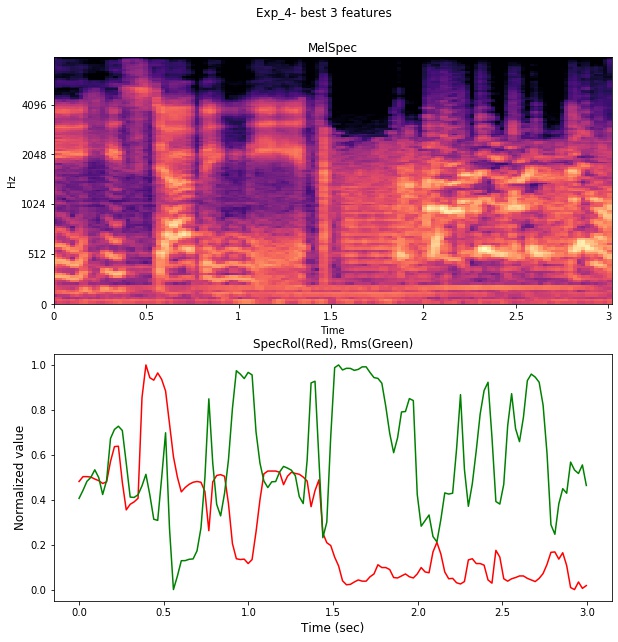 Exp_4- best 3 features
MelSpec
4096
2048
1024
512
0
Hz
0 0.5 1 1.5 2 2.5 3
Time
SpecRol(Red), Rms(Green)
1.0
0.8
0.6
0.4
0.2
0.0
Normalized value
0.0 0.5 1.0 1.5 2.0 2.5 3.0
Time (sec)